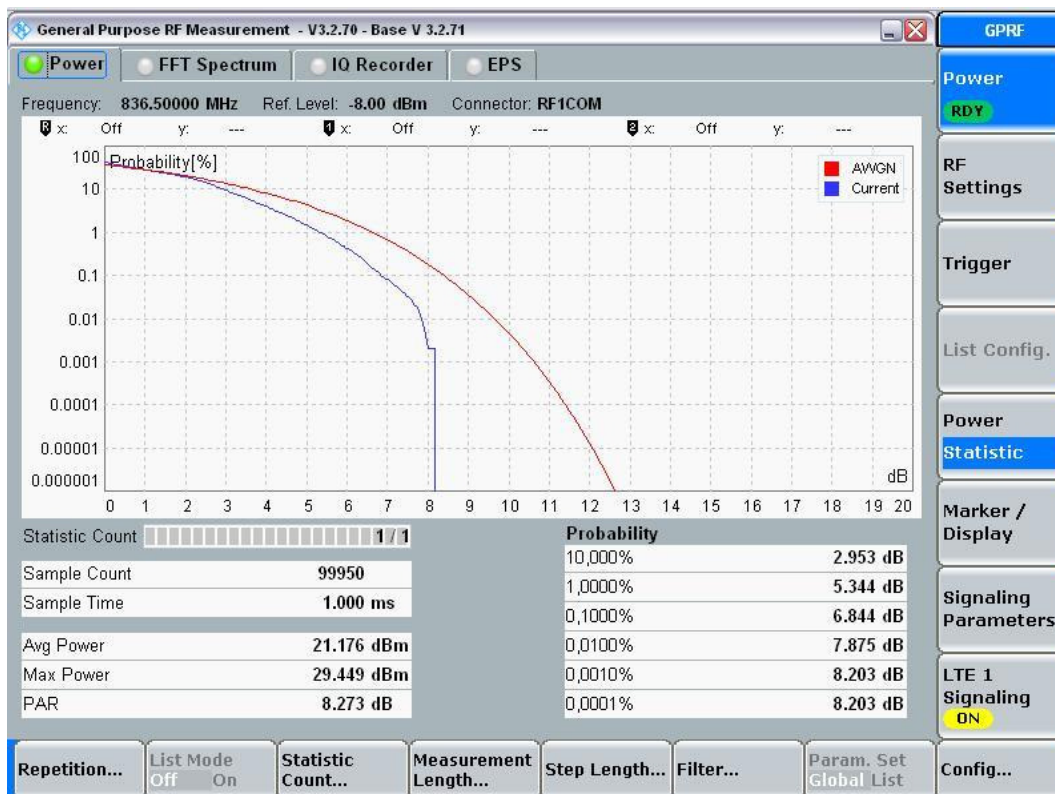 General Purpose RF Measurement - V3.2.70 - Base V 3.2.71
GPRF
Power FFT Spectrum IQ Recorder EPS
Power
RDY
Frequency: 836.50000 MHz Ref. Level: -8.00 dBm Connector: RF1COM
R x: Off y: --- 1 x: Off y: --- 2 x: Off y: ---
Probability[%]
100
10
1
0.1
0.01
0.001
0.0001
0.00001
0.000001
AWGN
Current
dB
0 1 2 3 4 5 6 7 8 9 10 11 12 13 14 15 16 17 18 19 20
RF
Settings
Trigger
List Config.
Power
Statistic
Marker /
Display
Signaling
Parameters
LTE 1
Signaling
ON
Statistic Count 1 / 1
Sample Count 99950
Sample Time 1.000 ms
Avg Power 21.176 dBm
Max Power 29.449 dBm
PAR 8.273 dB
Probability
10,000% 2.953 dB
1,0000% 5.344 dB
0,1000% 6.844 dB
0,0100% 7.875 dB
0,0010% 8.203 dB
0,0001% 8.203 dB
Repetition...
List Mode
Off On
Statistic
Count...
Measurement
Length...
Step Length...
Filter...
Param. Set
Global List
Config...